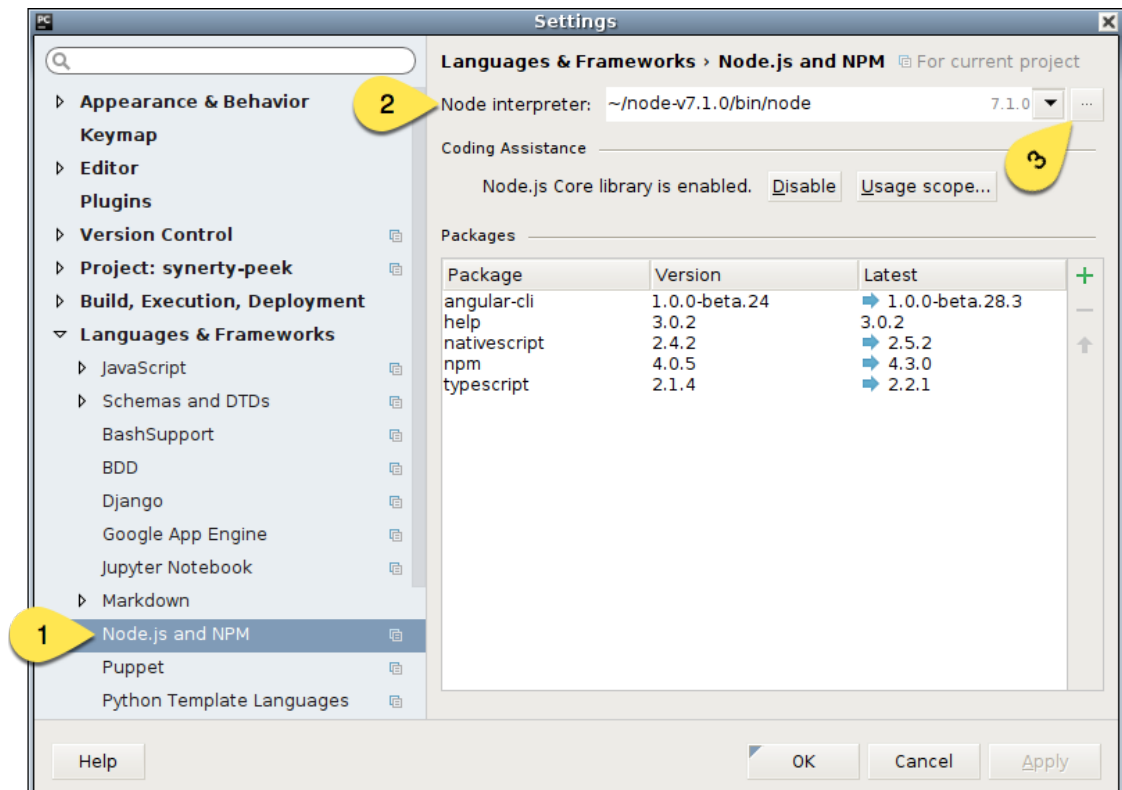 PC
Settings
Languages & Frameworks › Node.js and NPM For current project
Appearance & Behavior
2
Node interpreter: ~/node-v7.1.0/bin/node 7.1.0 ...
Keymap
3
Coding Assistance
Editor
Node.js Core library is enabled. Disable Usage scope...
Plugins
Version Control
Packages
Project: synerty-peek
Package Version Latest
Build, Execution, Deployment
angular-cli 1.0.0-beta.24 1.0.0-beta.28.3
help 3.0.2 3.0.2
Languages & Frameworks
nativescript 2.4.2 2.5.2
npm 4.0.5 4.3.0
JavaScript
typescript 2.1.4 2.2.1
Schemas and DTDs
BashSupport
BDD
Django
Google App Engine
Jupyter Notebook
Markdown
1
Node.js and NPM
Puppet
Python Template Languages
Help OK Cancel Apply